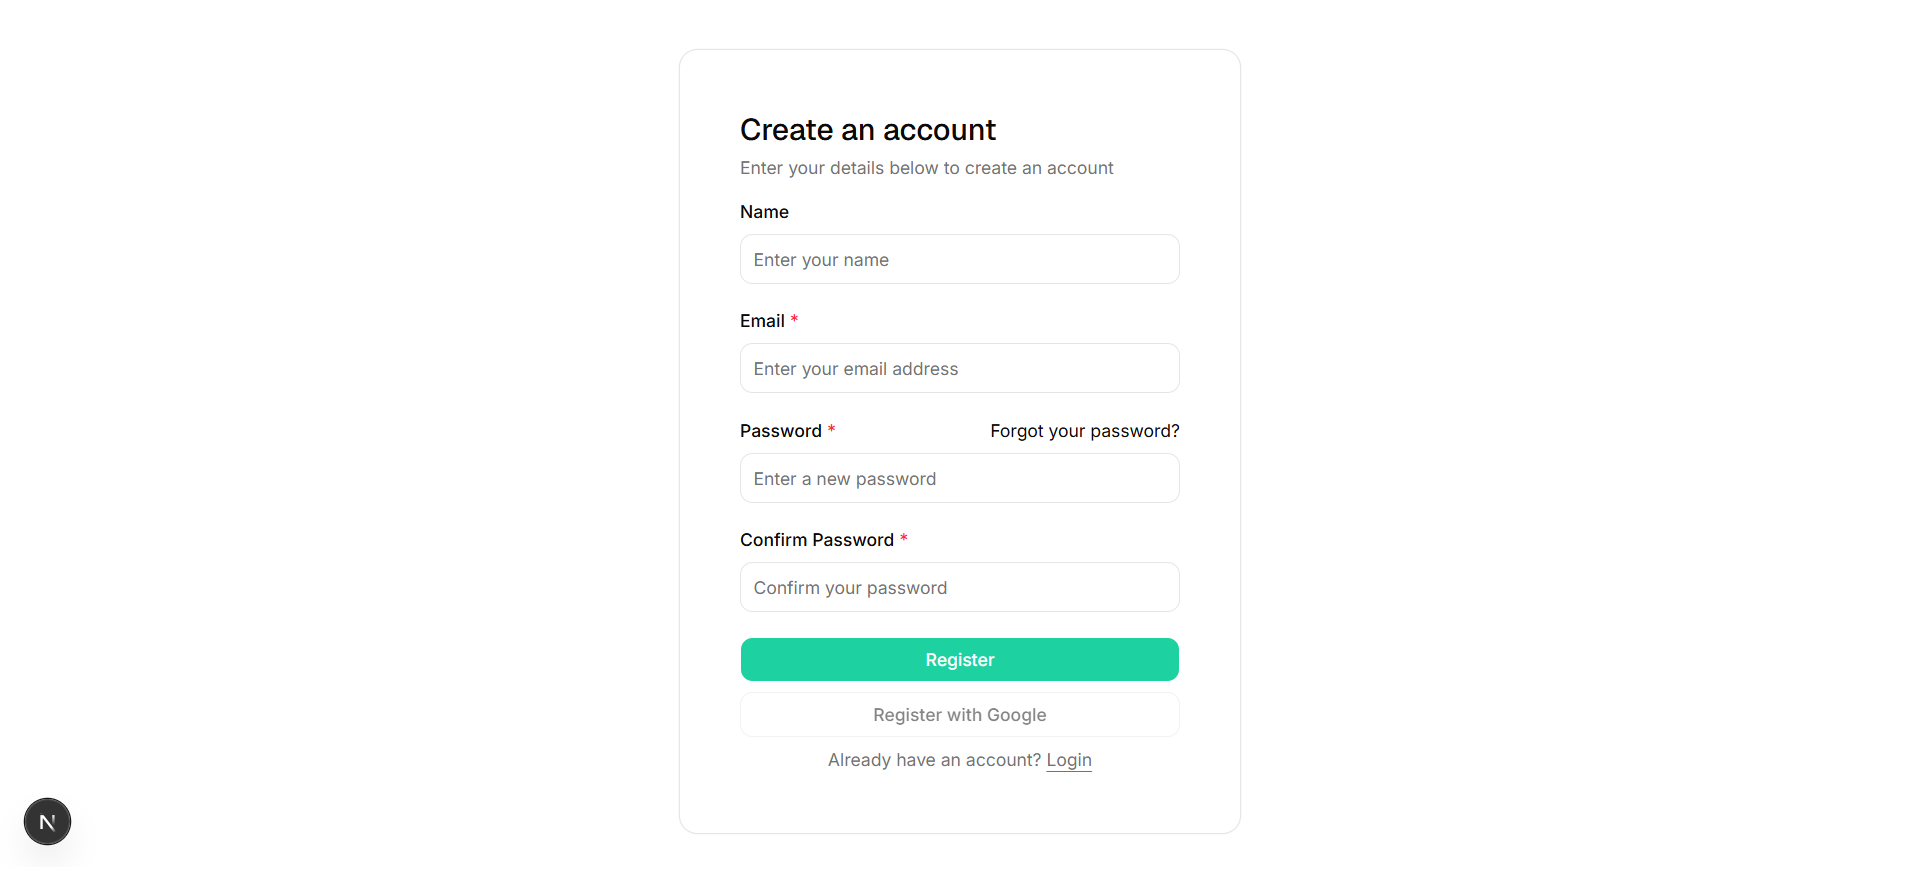 Create an account
Enter your details below to create an account
Name
Enter your name
Email *
Enter your email address
Password * Forgot your password?
Enter a new password
Confirm Password *
Confirm your password
Register
Register with Google
Already have an account? Login
N